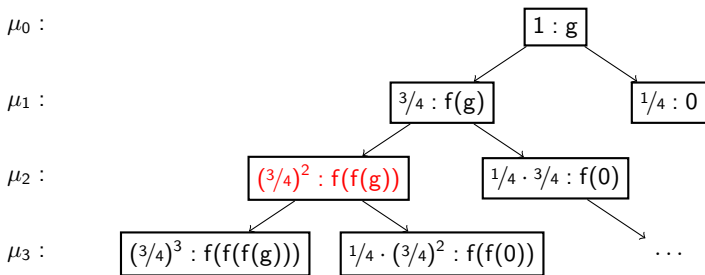 μ₀ : 1 : g
μ₁ : ³/₄ : f(g) ¹/₄ : 0
μ₂ : (³/₄)² : f(f(g)) ¹/₄ · ³/₄ : f(0)
μ₃ : (³/₄)³ : f(f(f(g))) ¹/₄ · (³/₄)² : f(f(0)) ...